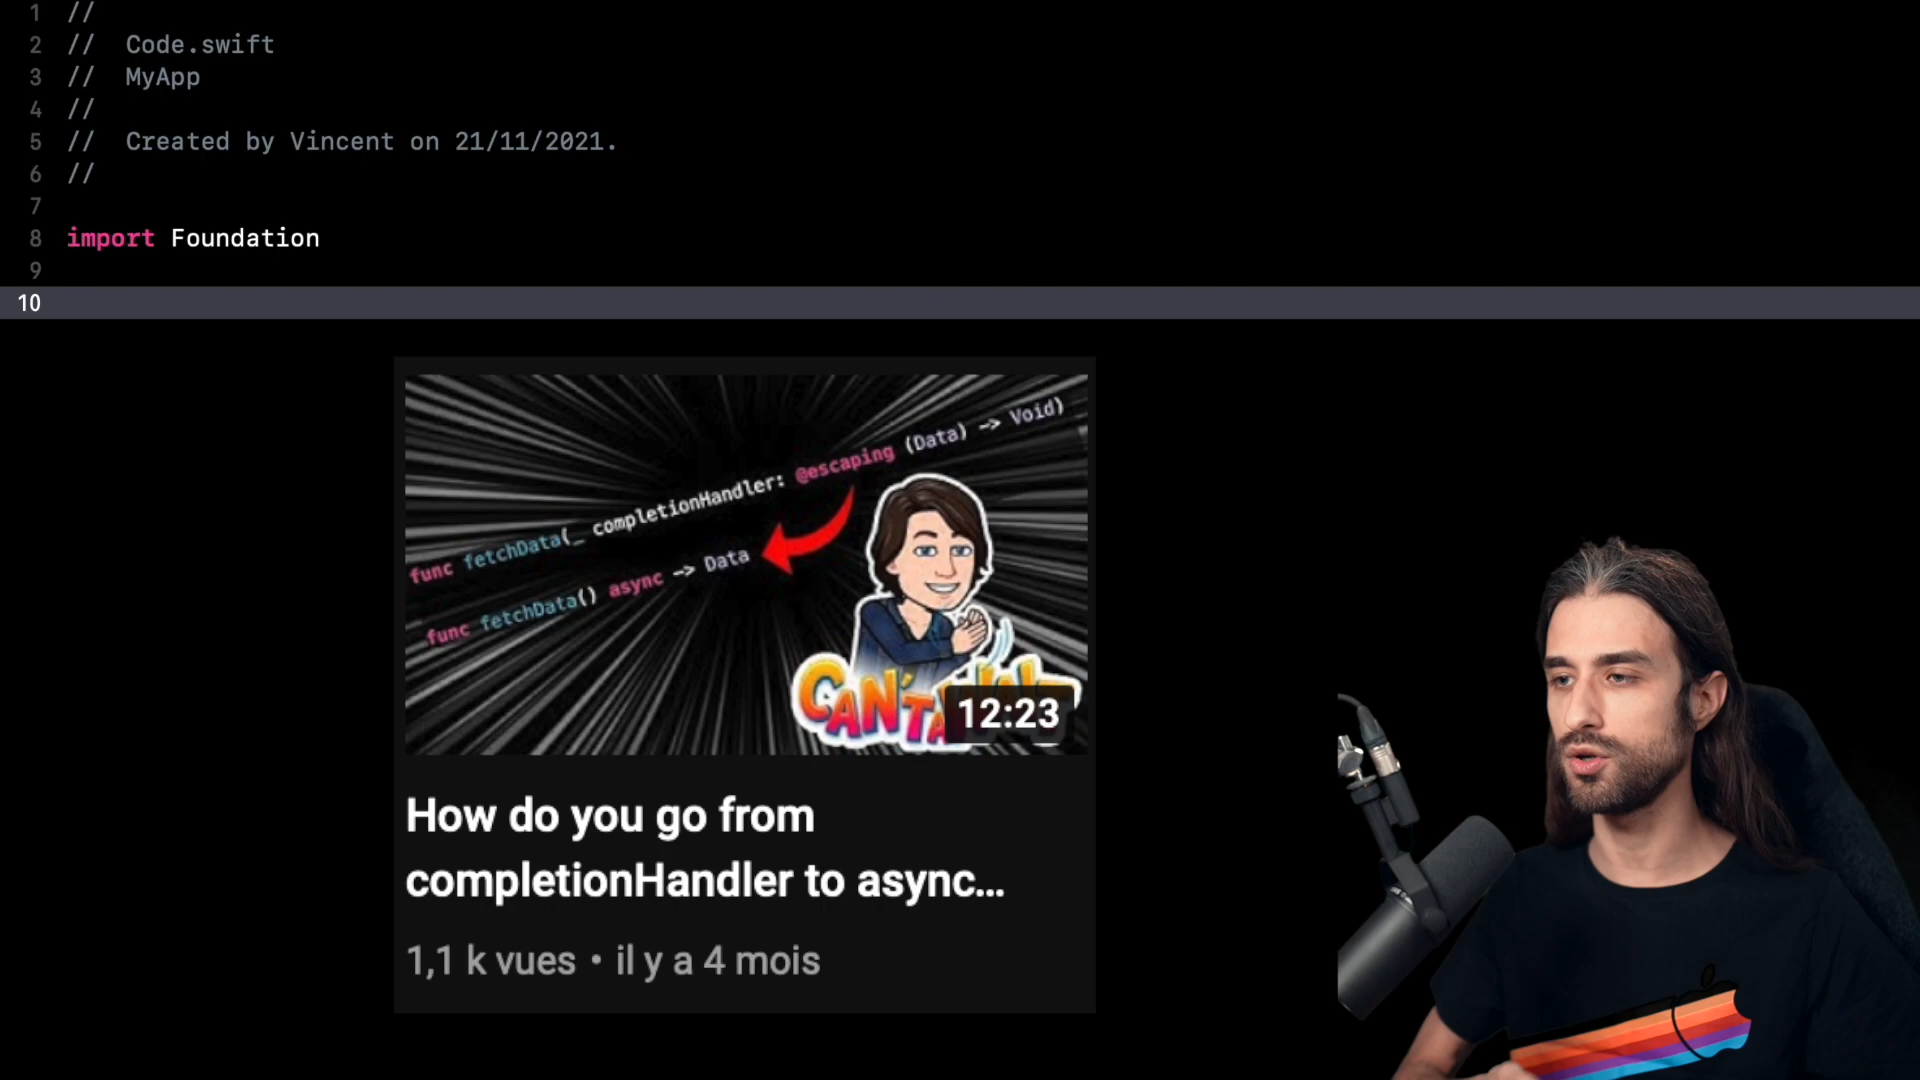 1 //
2 //  Code.swift
3 //  MyApp
4 //
5 //  Created by Vincent on 21/11/2021.
6 //
7
8 import Foundation
9
10
func fetchData(_ completionHandler: @escaping (Data) -> Void)
func fetchData() async -> Data
CAN'T
12:23
How do you go from
completionHandler to async...
1,1 k vues • il y a 4 mois